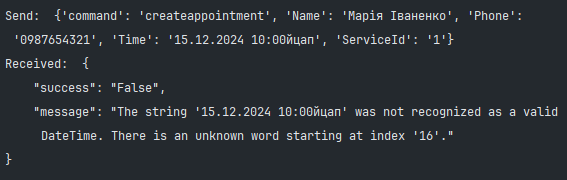 Send:  {'command': 'createappointment', 'Name': 'Марія Іваненко', 'Phone':
'0987654321', 'Time': '15.12.2024 10:00йцап', 'ServiceId': '1'}
Received:  {
"success": "False",
"message": "The string '15.12.2024 10:00йцап' was not recognized as a valid
DateTime. There is an unknown word starting at index '16'."
}